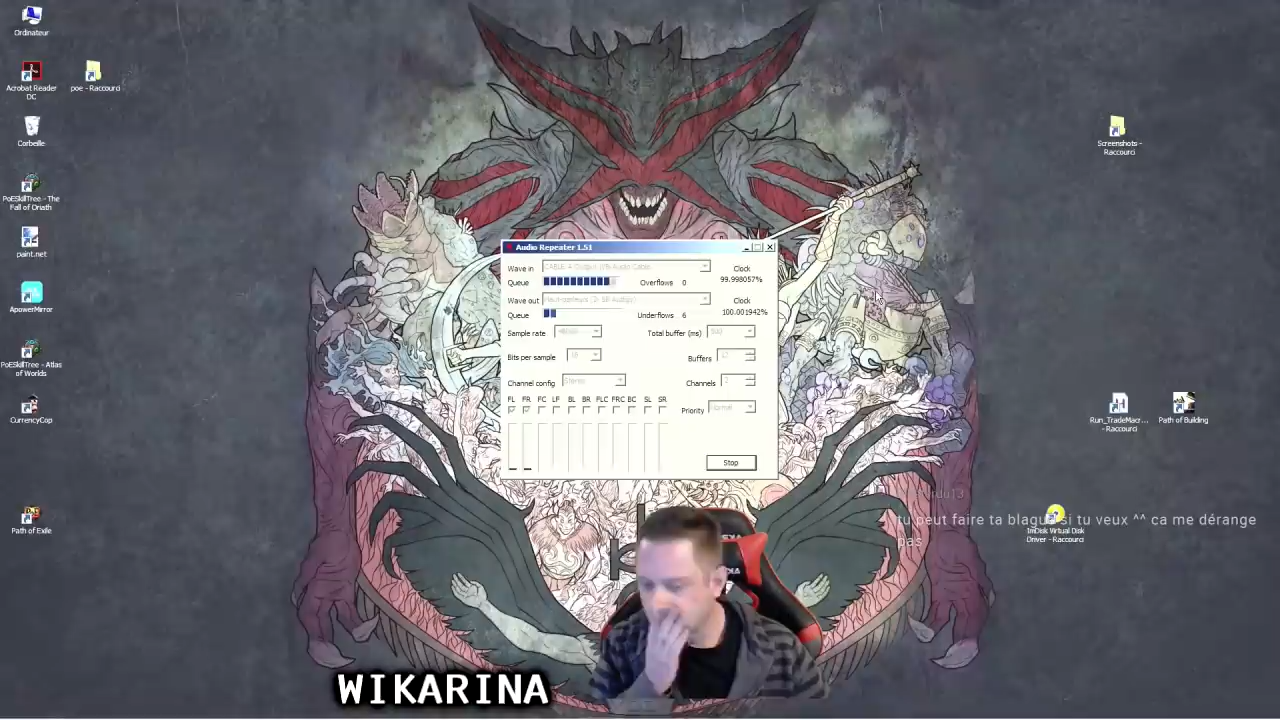 Ordinateur
Acrobat Reader
DC
poe - Raccourci
Corbeille
PoESkillTree - The
Fall of Oriath
paint.net
ApowerMirror
PoESkillTree - Atlas
of Worlds
CurrencyCop
Path of Exile
Screenshots -
Raccourci
Run_TradeMacr...
- Raccourci
Path of Building
ImDisk Virtual Disk
Driver - Raccourci
Audio Repeater 1.51
Wave in
Clock
99.998057%
Queue
Overflows 0
Wave out
Clock
100.001942%
Queue
Underflows 6
Sample rate
Total buffer (ms)
Bits per sample
Buffers
Channel config
Stereo
Channels 2
FL FR FC LF BL BR FLC FRC BC SL SR
Priority Normal
Stop
tu peut faire ta blague si tu veux ^^ ca me dérange
pas
WIKARINA